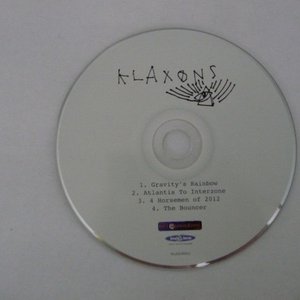 KLAXONS
1. Gravity's Rainbow
2. Atlantis To Interzone
3. 4 Horsemen of 2012
4. The Bouncer